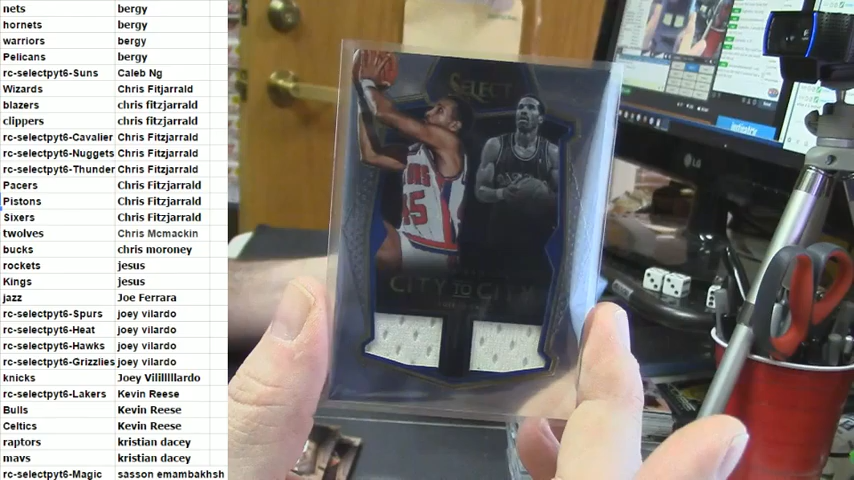 nets bergy
hornets bergy
warriors bergy
Pelicans bergy
rc-selectpyt6-Suns Caleb Ng
Wizards Chris Fitjarrald
blazers chris fitzjarrald
clippers chris fitzjarrald
rc-selectpyt6-Cavalier Chris Fitzjarrald
rc-selectpyt6-Nuggets Chris Fitzjarrald
rc-selectpyt6-Thunder Chris Fitzjarrald
Pacers Chris Fitzjarrald
Pistons Chris Fitzjarrald
Sixers Chris Fitzjarrald
twolves Chris Mcmackin
bucks chris moroney
rockets jesus
Kings jesus
jazz Joe Ferrara
rc-selectpyt6-Spurs joey vilardo
rc-selectpyt6-Heat joey vilardo
rc-selectpyt6-Hawks joey vilardo
rc-selectpyt6-Grizzlies joey vilardo
knicks Joey Vililllllardo
rc-selectpyt6-Lakers Kevin Reese
Bulls Kevin Reese
Celtics Kevin Reese
raptors kristian dacey
mavs kristian dacey
rc-selectpyt6-Magic sasson emambakhsh
SELECT
45
CITY TO CITY
LG